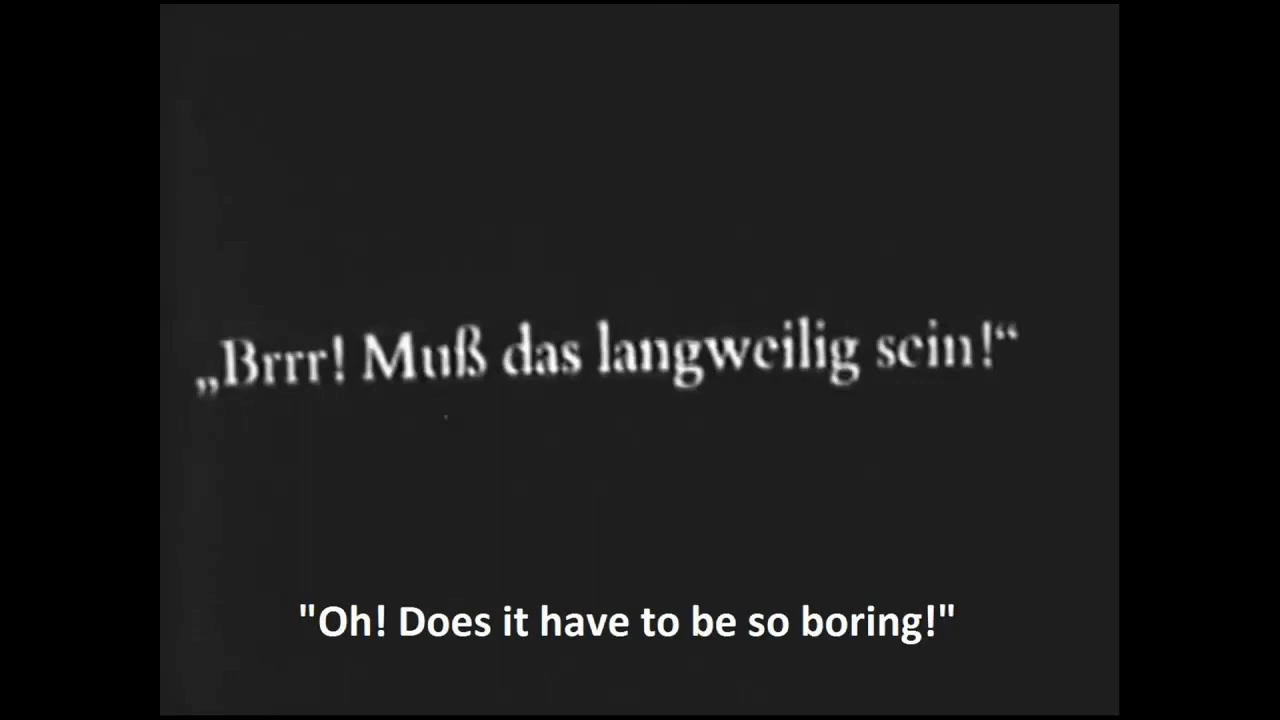 „Brrr! Muß das langweilig sein!“
"Oh! Does it have to be so boring!"